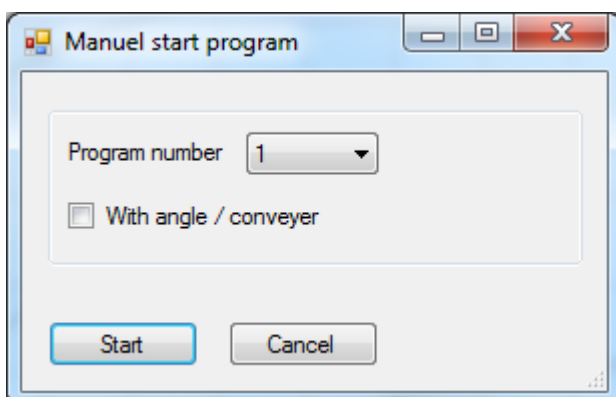 Manuel start program
Program number 1
With angle / conveyer
Start Cancel